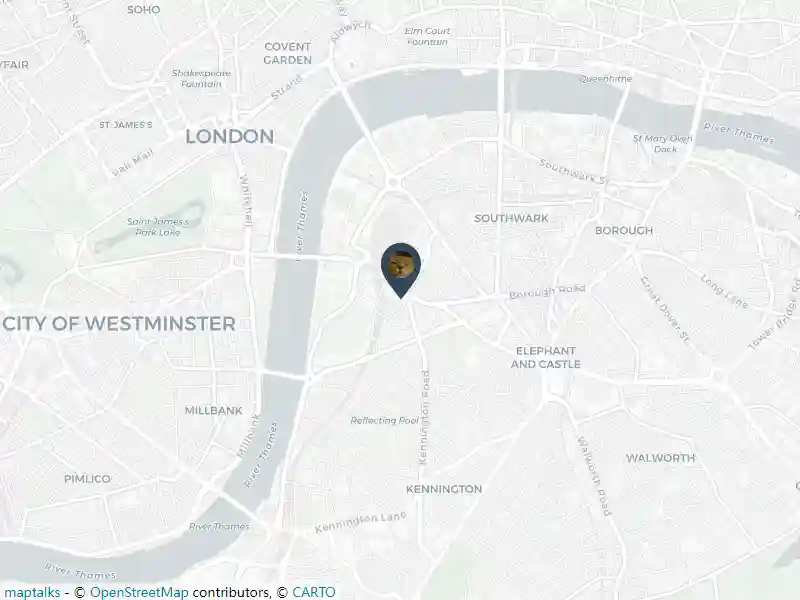 SOHO
COVENT
GARDEN
Aldwych
Elm Court
Fountain
Shakespeare
Fountain
Strand
Queenhithe
ST JAMES'S
LONDON
St Mary Overi
Dock
River Thames
Pall Mall
Whitehall
River Thames
Southwark St
Saint James's
Park Lake
SOUTHWARK
BOROUGH
Borough Road
Long Lane
Great Dover St
Tower Bridge Rd
CITY OF WESTMINSTER
ELEPHANT
AND CASTLE
MILLBANK
Millbank
River Thames
Reflecting Pool
Kennington Road
Walworth Road
WALWORTH
PIMLICO
KENNINGTON
River Thames
Kennington Lane
River Thames
maptalks - © OpenStreetMap contributors, © CARTO